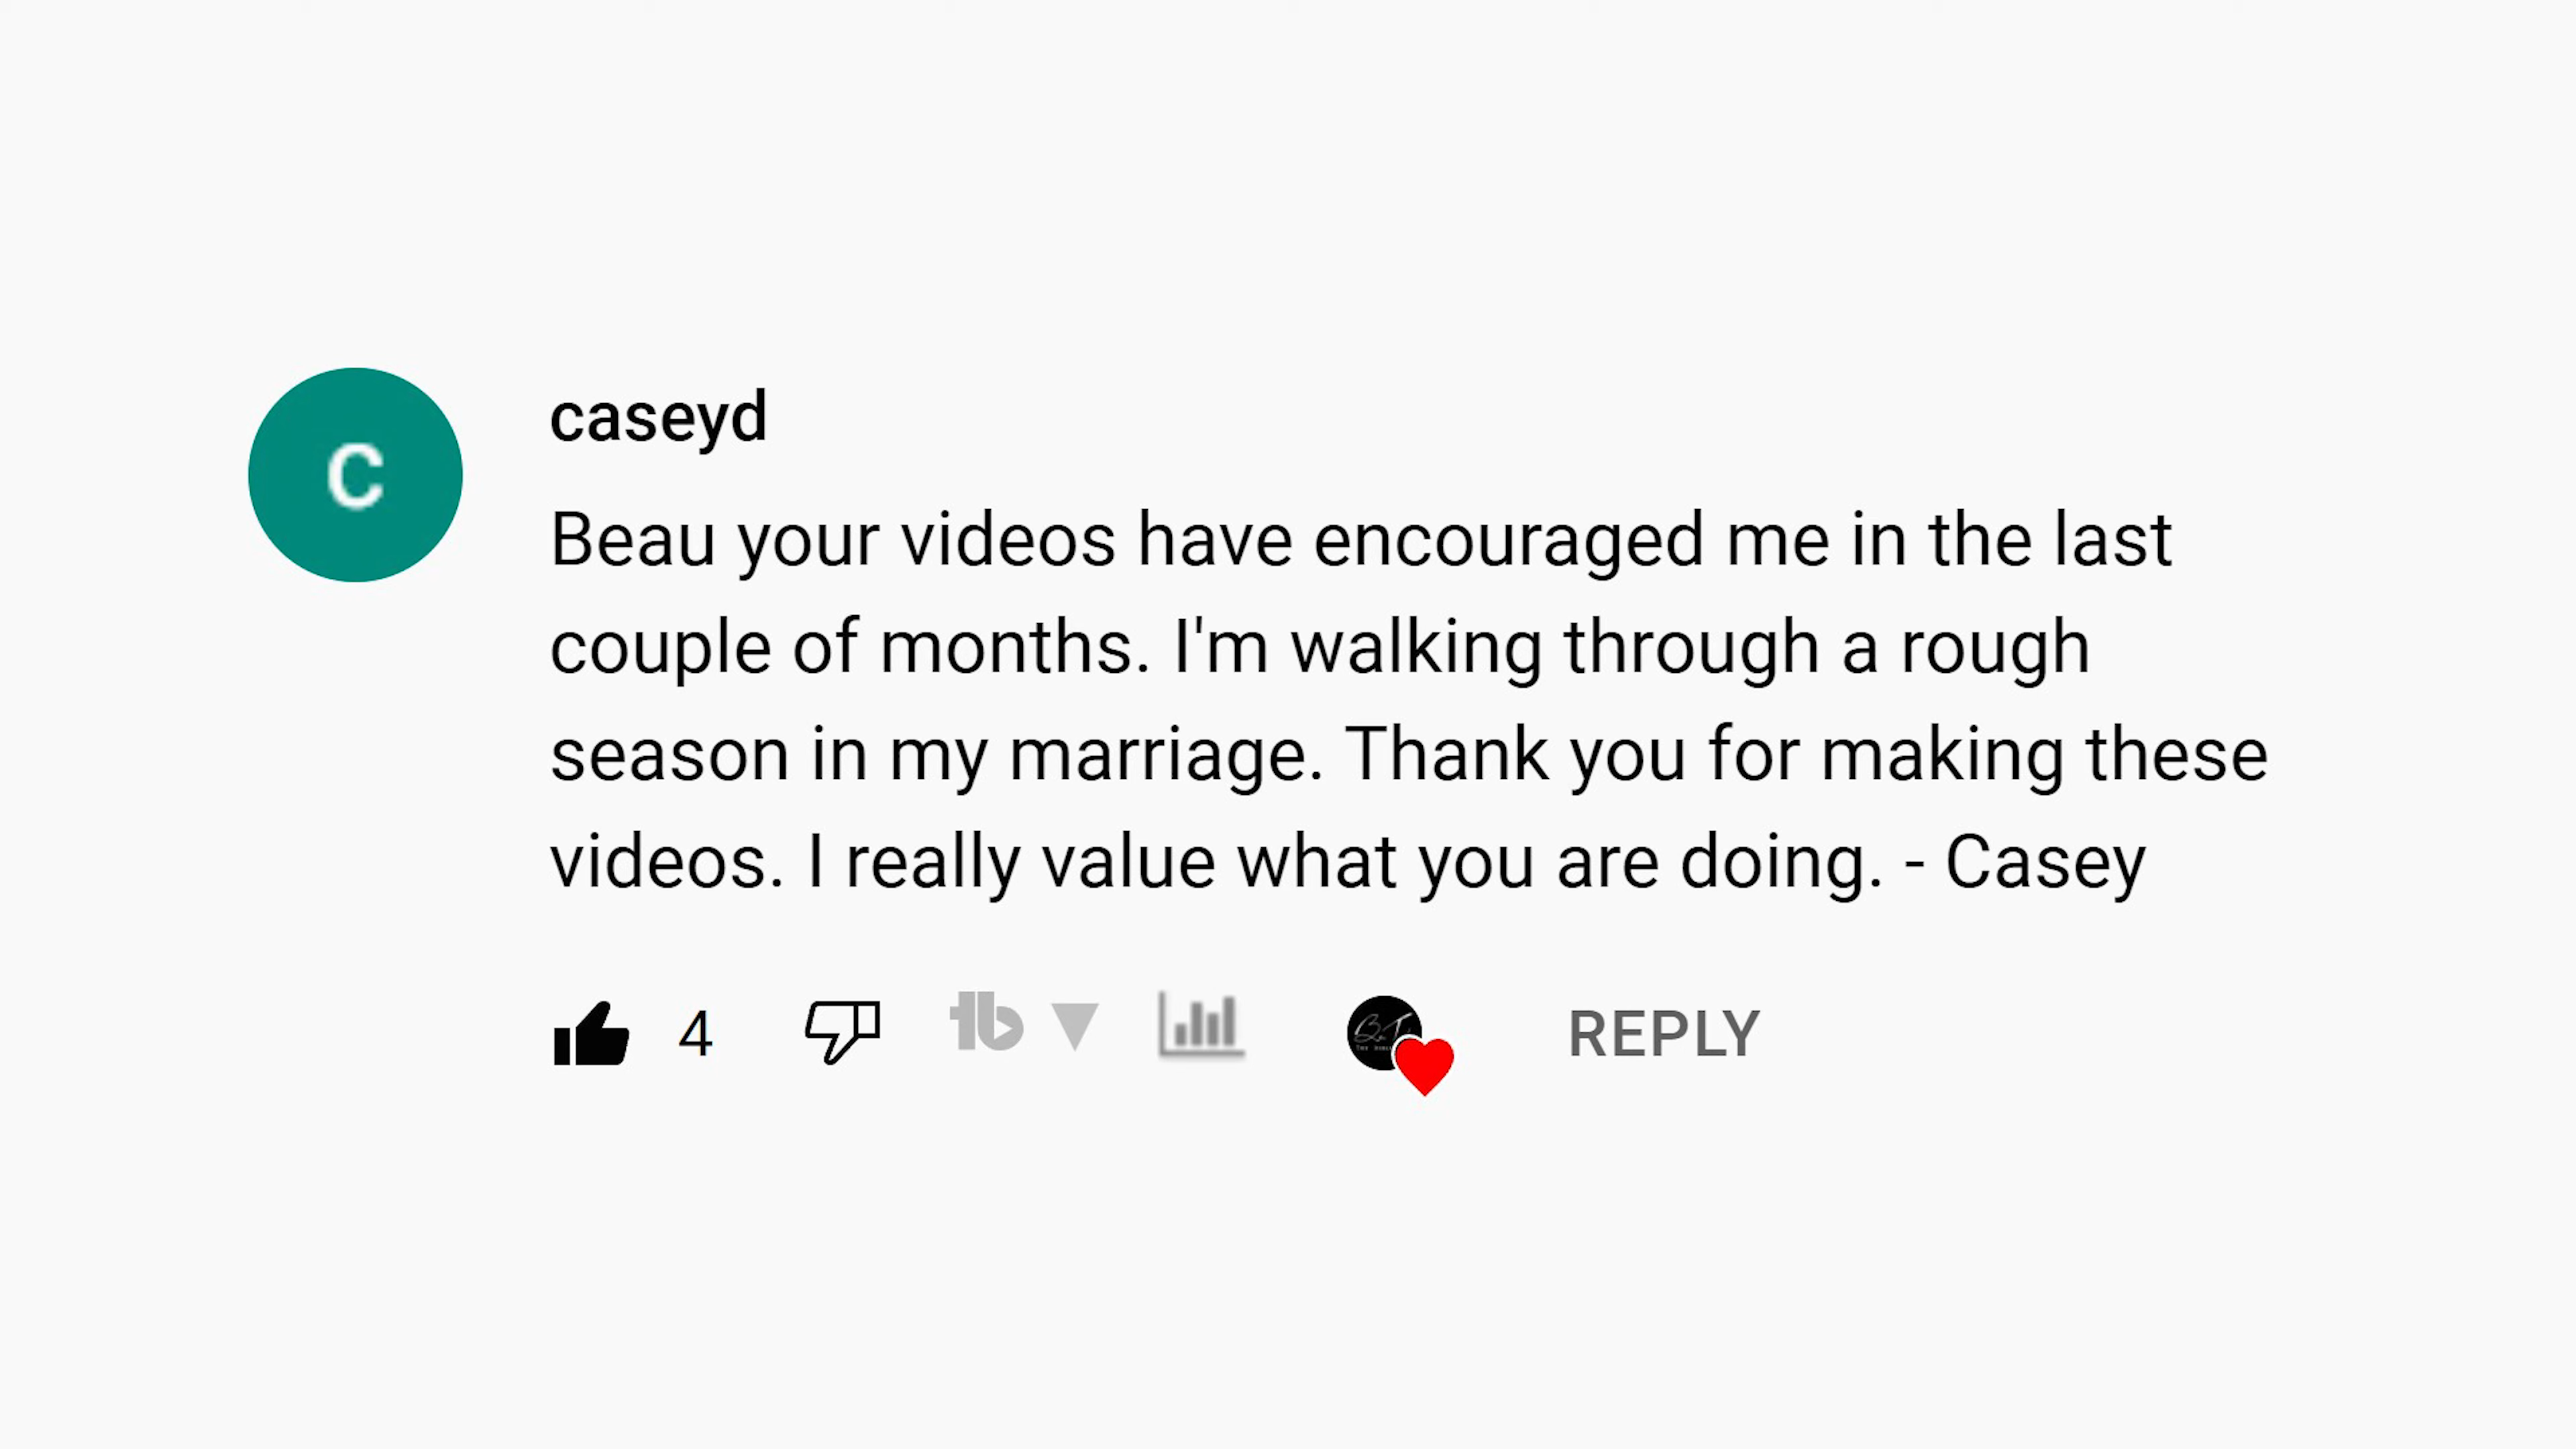 C
caseyd
Beau your videos have encouraged me in the last
couple of months. I'm walking through a rough
season in my marriage. Thank you for making these
videos. I really value what you are doing. - Casey
4
tb
REPLY